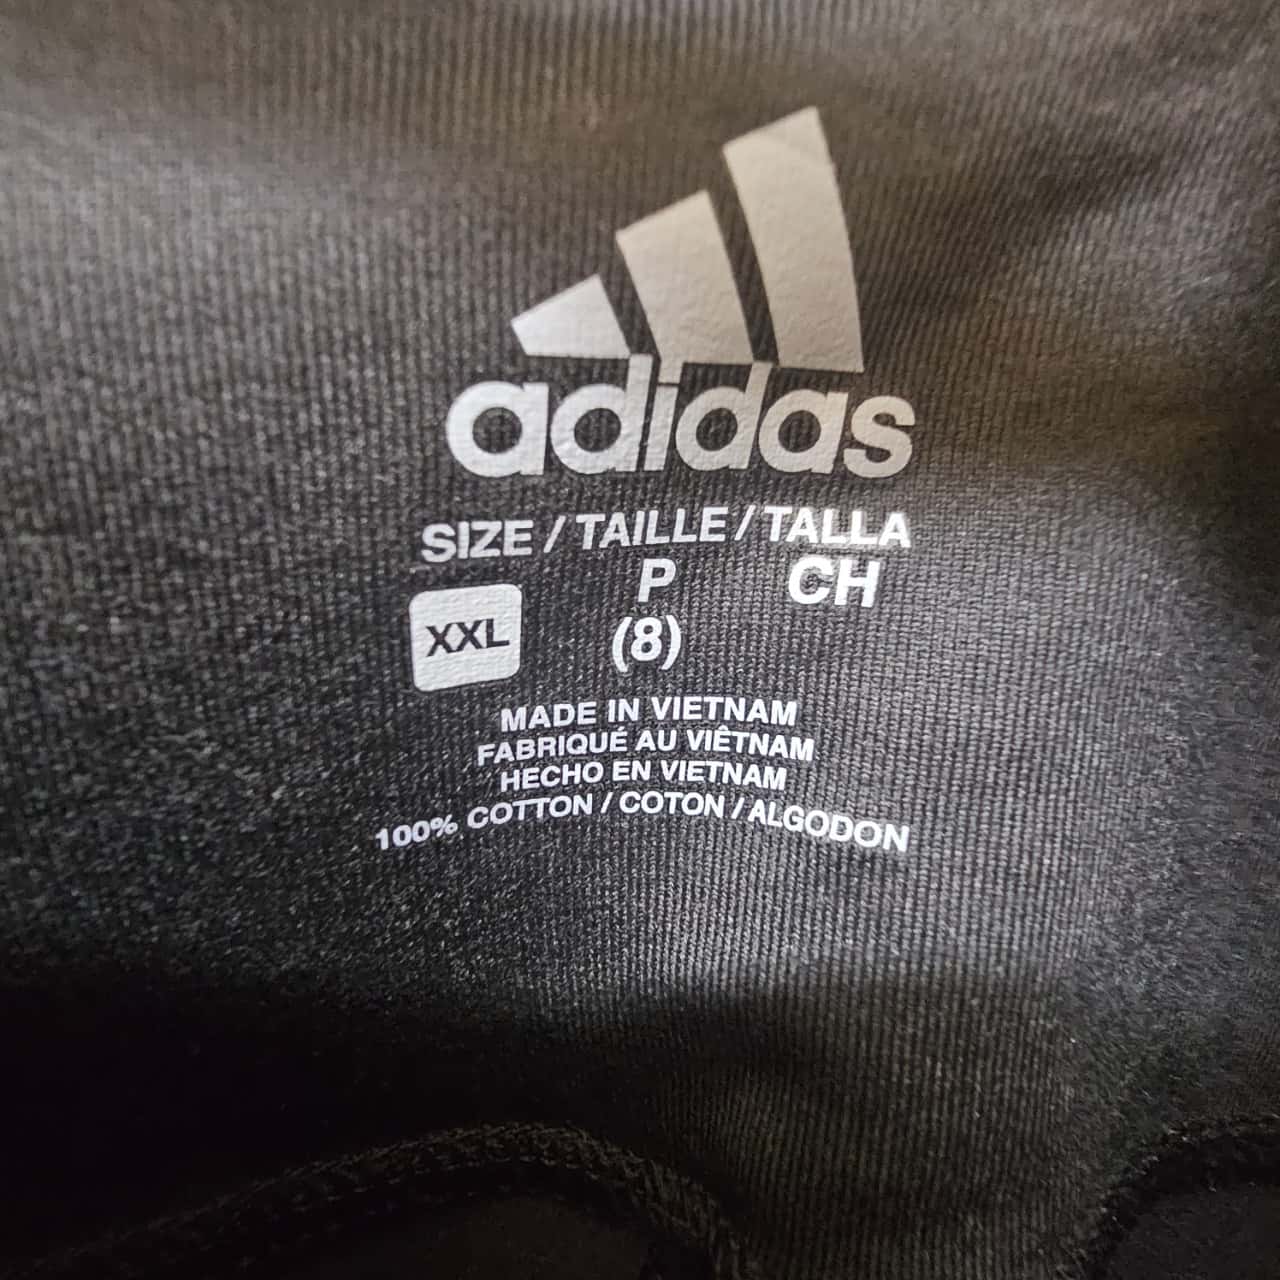 adidas
SIZE / TAILLE / TALLA
P CH
XXL (8)
MADE IN VIETNAM
FABRIQUÉ AU VIÊTNAM
HECHO EN VIETNAM
100% COTTON / COTON / ALGODON